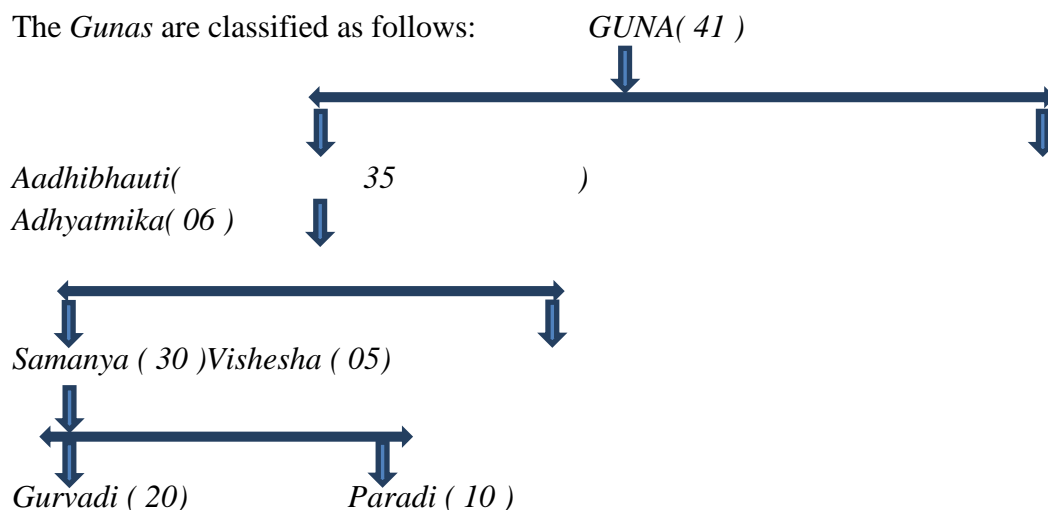 The Gunas are classified as follows: GUNA( 41 )
Aadhibhauti( 35 )
Adhyatmika( 06 )
Samanya ( 30 )Vishesha ( 05)
Gurvadi ( 20) Paradi ( 10 )